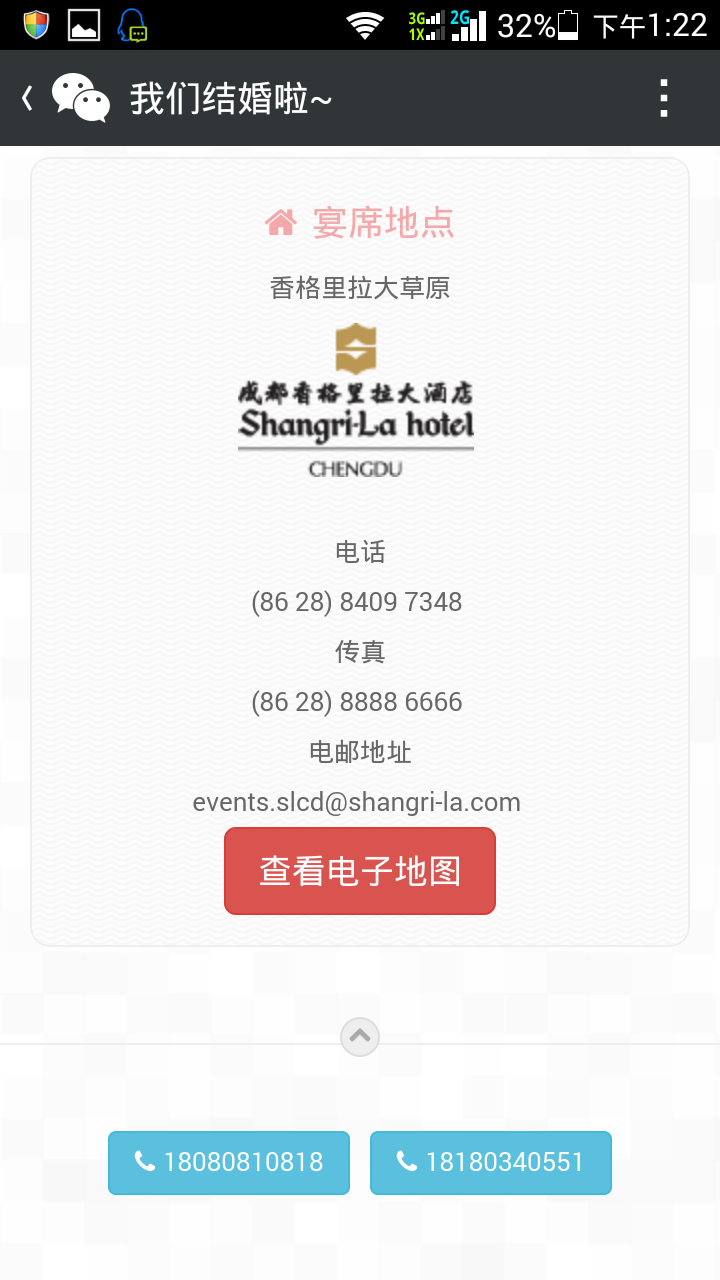 3G 1X 2G 32% 下午1:22
我们结婚啦~
宴席地点
香格里拉大草原
成都香格里拉大酒店
Shangri-La hotel
CHENGDU
电话
(86 28) 8409 7348
传真
(86 28) 8888 6666
电邮地址
events.slcd@shangri-la.com
查看电子地图
18080810818 18180340551